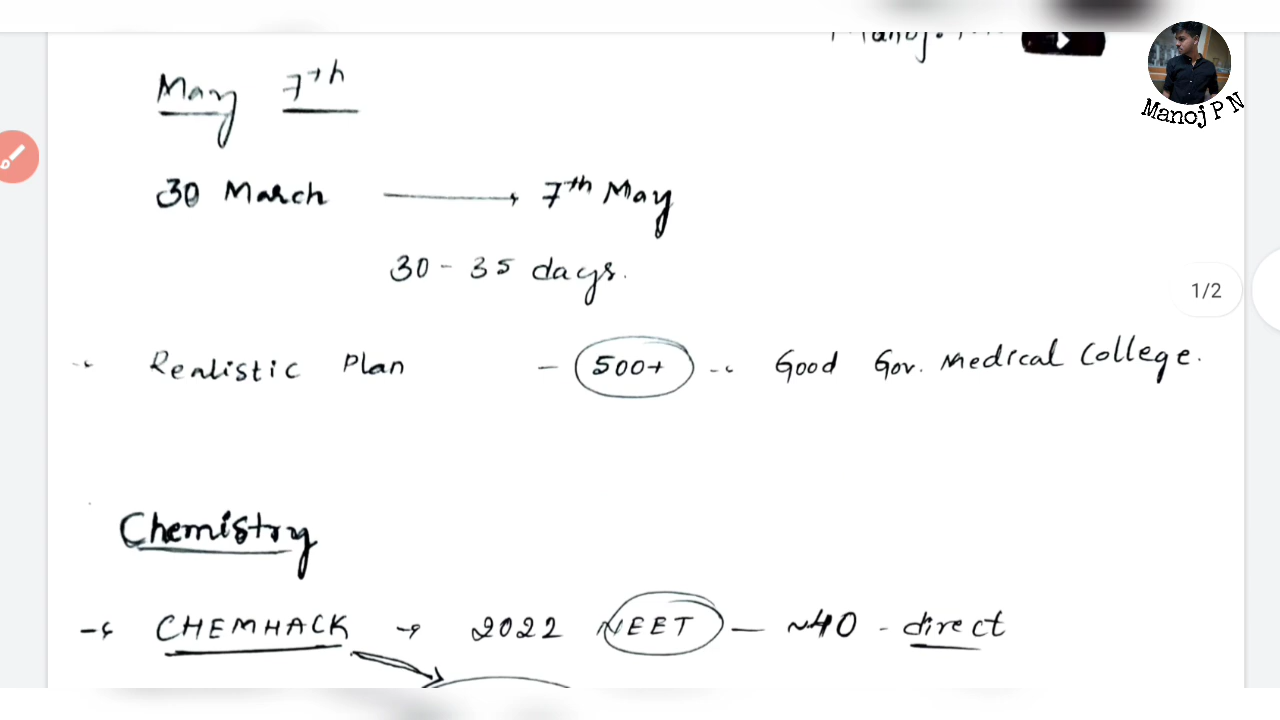 Manoj P N
May 7th
30 March → 7th May
30 - 35 days.
1/2
Realistic Plan - 500+ Good Gov. Medical College.
Chemistry
→ CHEMHACK → 2022 NEET - ~40 - direct